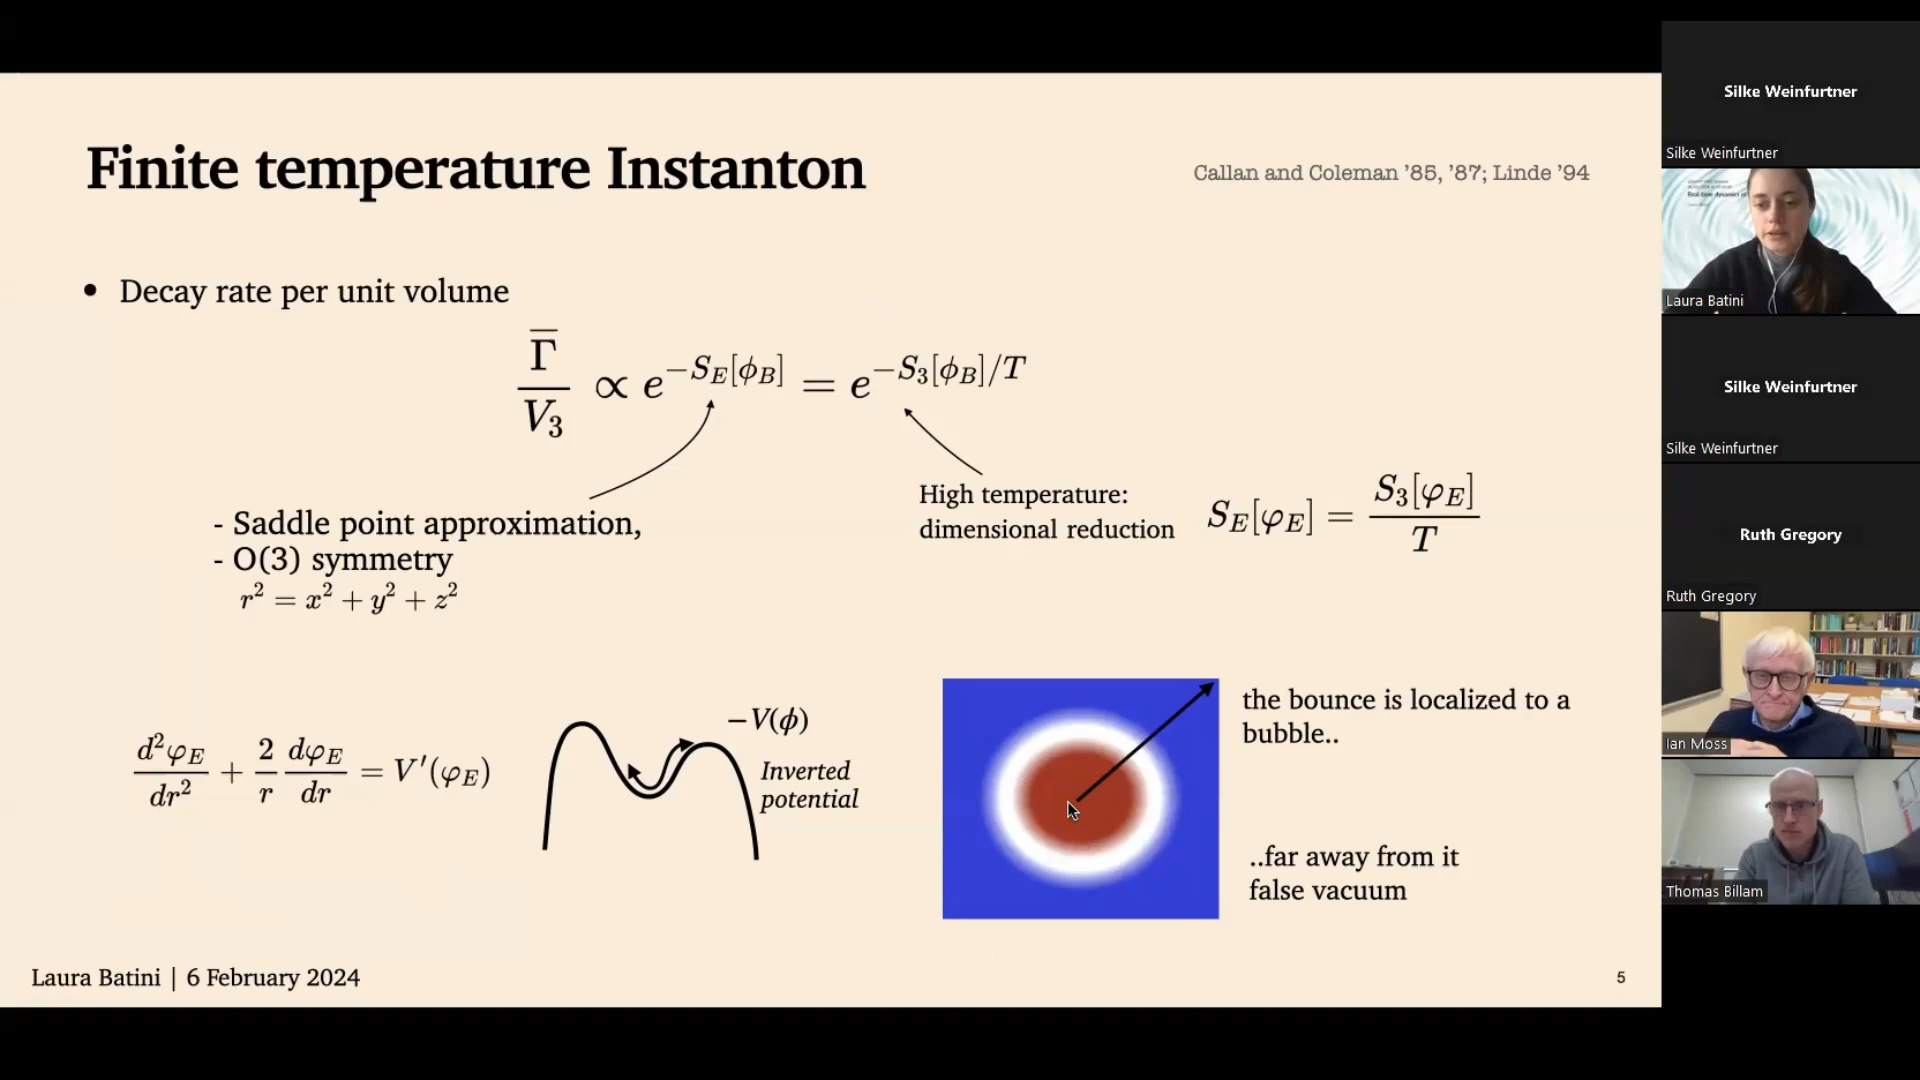 Finite temperature Instanton
Callan and Coleman ’85, ’87; Linde ’94
• Decay rate per unit volume
Γ̅/V₃ ∝ e^{−S_E[ϕ_B]} = e^{−S₃[ϕ_B]/T}
- Saddle point approximation,
- O(3) symmetry
r² = x² + y² + z²
High temperature:
dimensional reduction
S_E[φ_E] = S₃[φ_E]/T
d²φ_E/dr² + 2/r dφ_E/dr = V′(φ_E)
−V(ϕ)
Inverted
potential
the bounce is localized to a
bubble..
..far away from it
false vacuum
Laura Batini | 6 February 2024
5
Silke Weinfurtner
Silke Weinfurtner
Laura Batini
Silke Weinfurtner
Silke Weinfurtner
Ruth Gregory
Ruth Gregory
Ian Moss
Thomas Billam